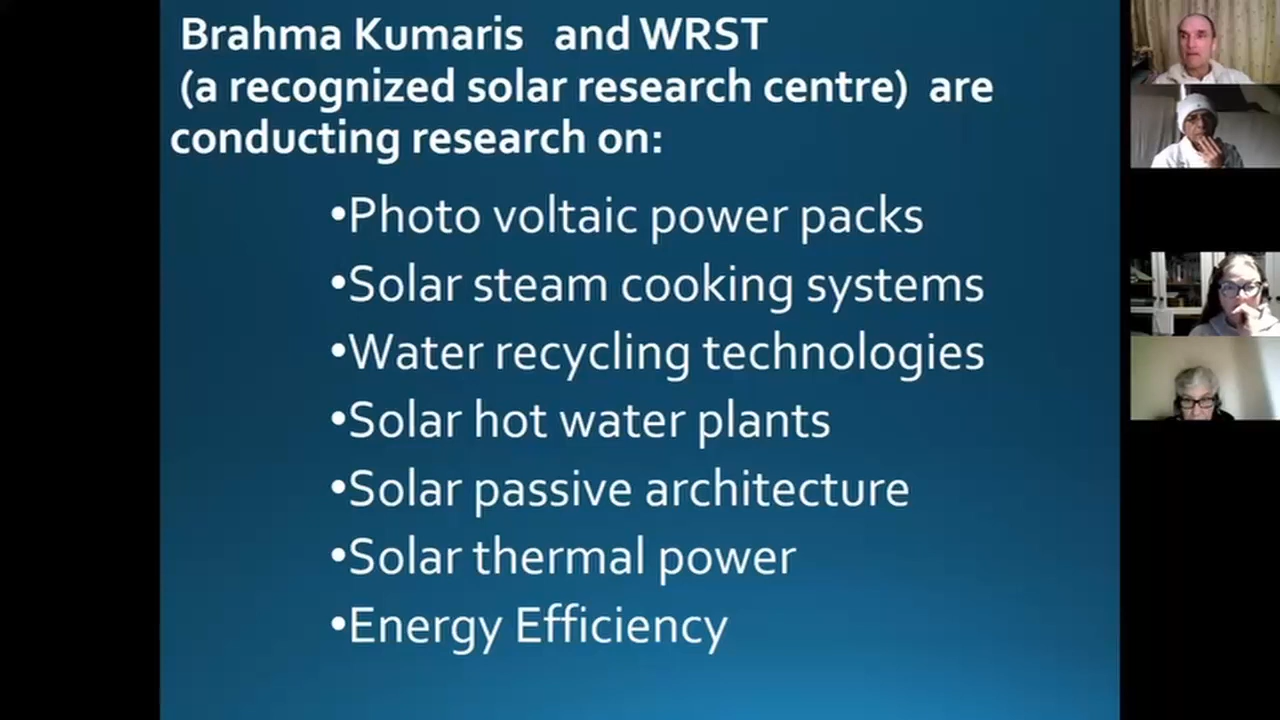 Brahma Kumaris and WRST
(a recognized solar research centre) are
conducting research on:
•Photo voltaic power packs
•Solar steam cooking systems
•Water recycling technologies
•Solar hot water plants
•Solar passive architecture
•Solar thermal power
•Energy Efficiency